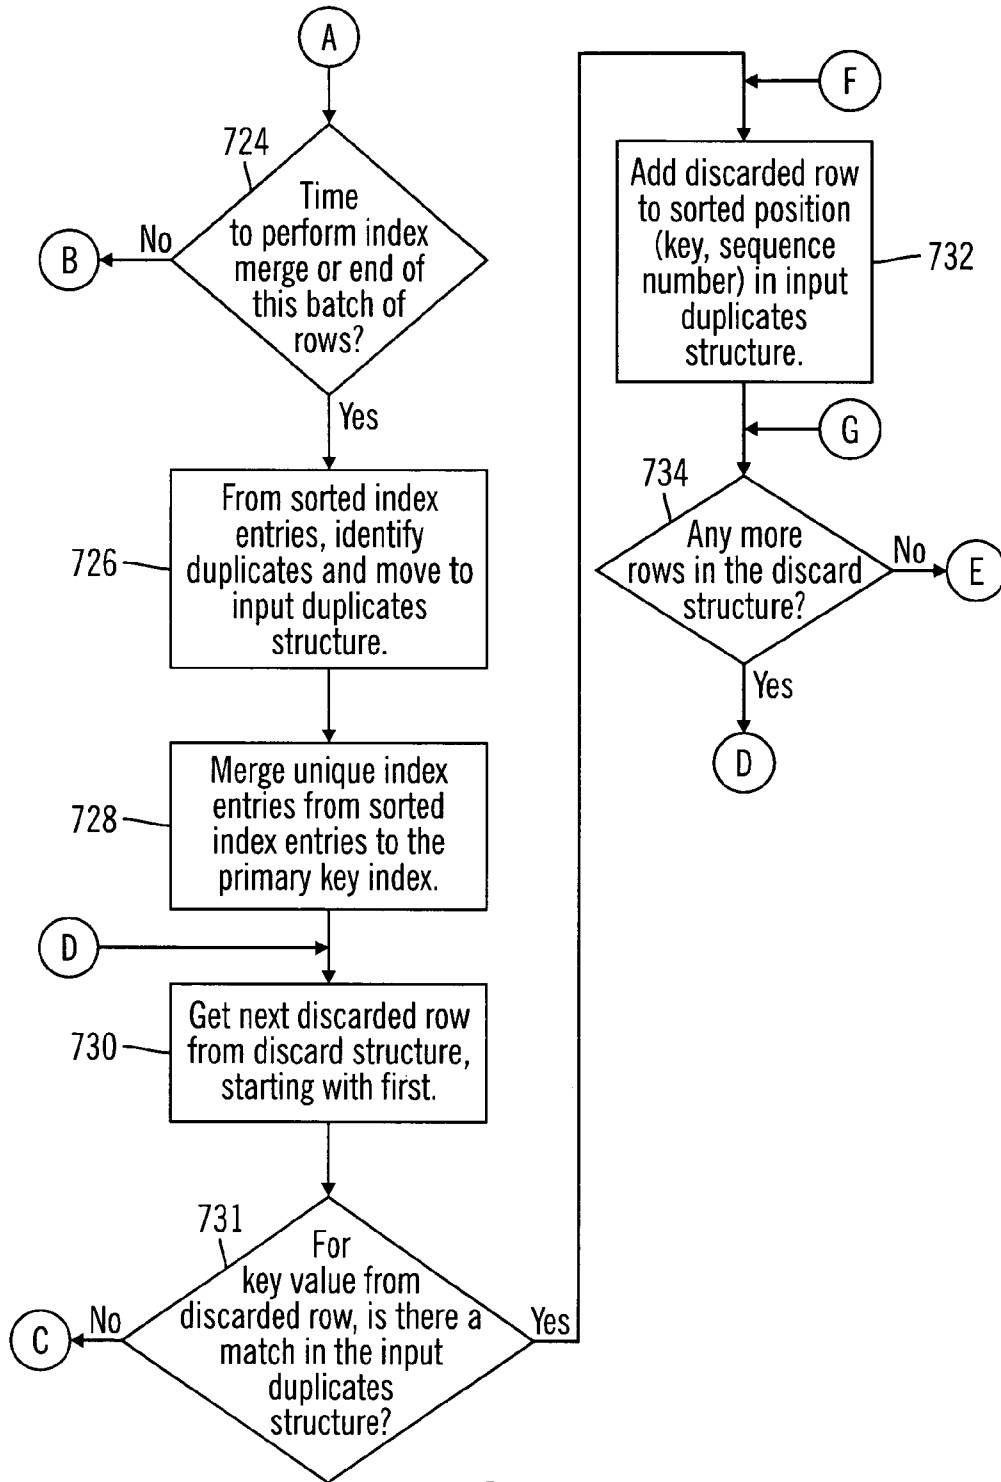 A
724
Time
to perform index
merge or end of
this batch of
rows?
No
B
Yes
726
From sorted index
entries, identify
duplicates and move to
input duplicates
structure.
728
Merge unique index
entries from sorted
index entries to the
primary key index.
D
730
Get next discarded row
from discard structure,
starting with first.
731
For
key value from
discarded row, is there a
match in the input
duplicates
structure?
No
C
Yes
F
Add discarded row
to sorted position
(key, sequence
number) in input
duplicates
structure.
732
G
734
Any more
rows in the discard
structure?
No
E
Yes
D